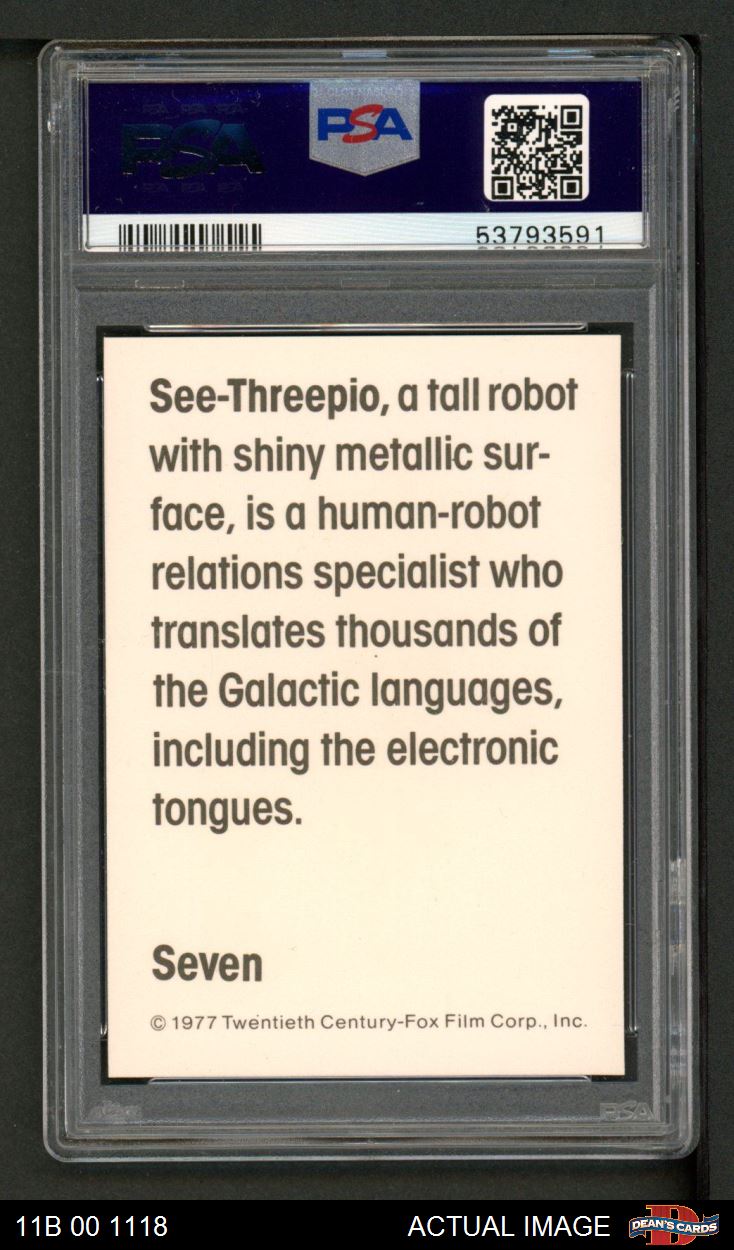 PSA
PSA
53793591
See-Threepio, a tall robot
with shiny metallic sur-
face, is a human-robot
relations specialist who
translates thousands of
the Galactic languages,
including the electronic
tongues.
Seven
© 1977 Twentieth Century-Fox Film Corp., Inc.
PSA
11B 00 1118
ACTUAL IMAGE
DEAN'S CARDS